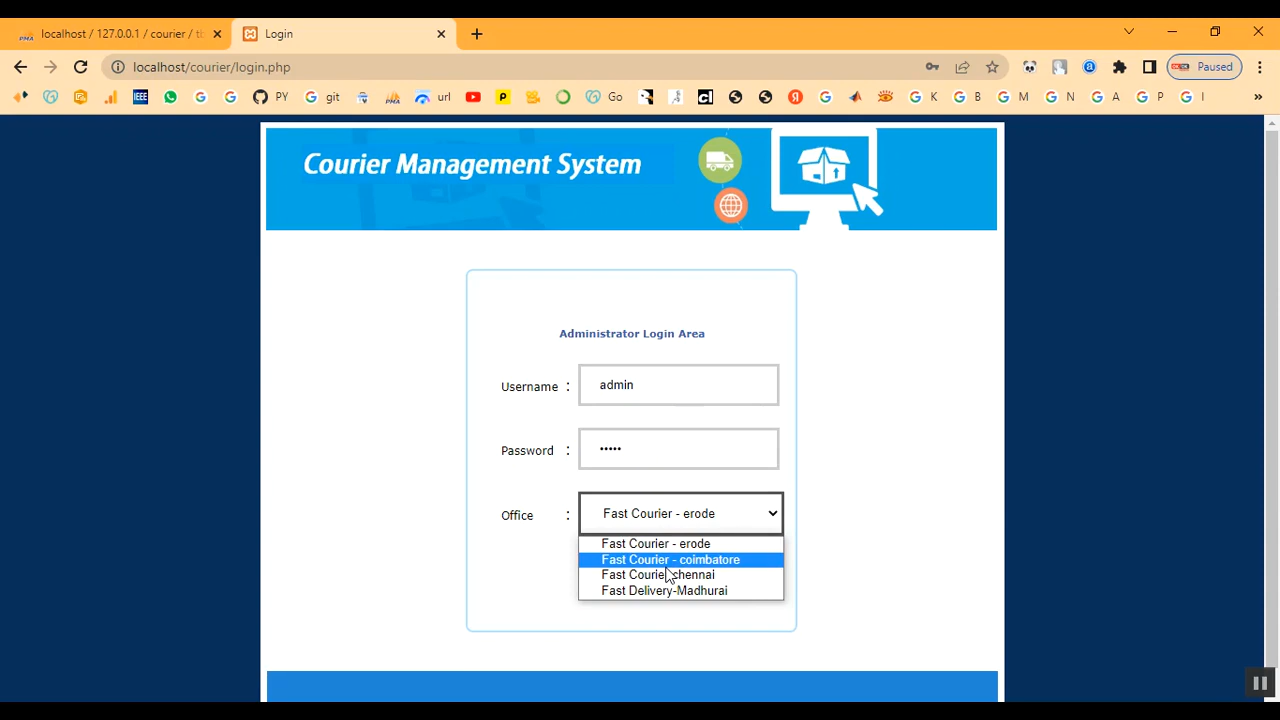 localhost / 127.0.0.1 / courier / tb
Login
localhost/courier/login.php
Paused
IEEE
PY
git
url
Go
K
B
M
N
A
P
I
Courier Management System
Administrator Login Area
Username :
admin
Password :
•••••
Office :
Fast Courier - erode
Fast Courier - erode
Fast Courier - coimbatore
Fast Courier chennai
Fast Delivery-Madhurai